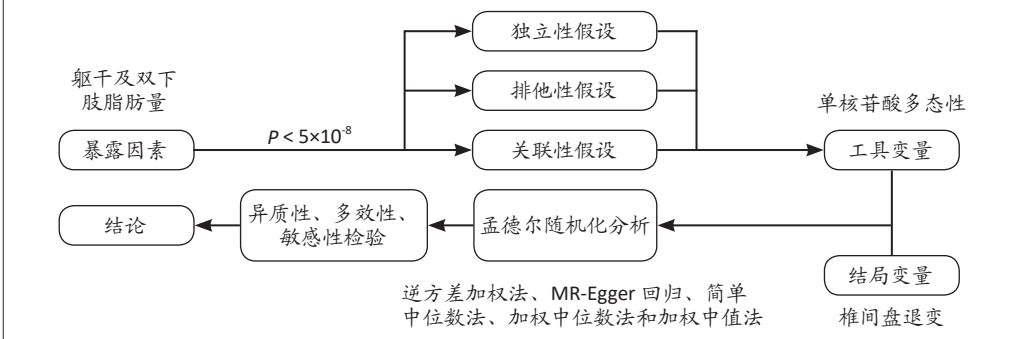 独立性假设
躯干及双下
肢脂肪量
排他性假设
单核苷酸多态性
暴露因素
P < 5×10⁻⁸
关联性假设
工具变量
结论
异质性、多效性、
敏感性检验
孟德尔随机化分析
结局变量
逆方差加权法、MR-Egger 回归、简单
中位数法、加权中位数法和加权中值法
椎间盘退变